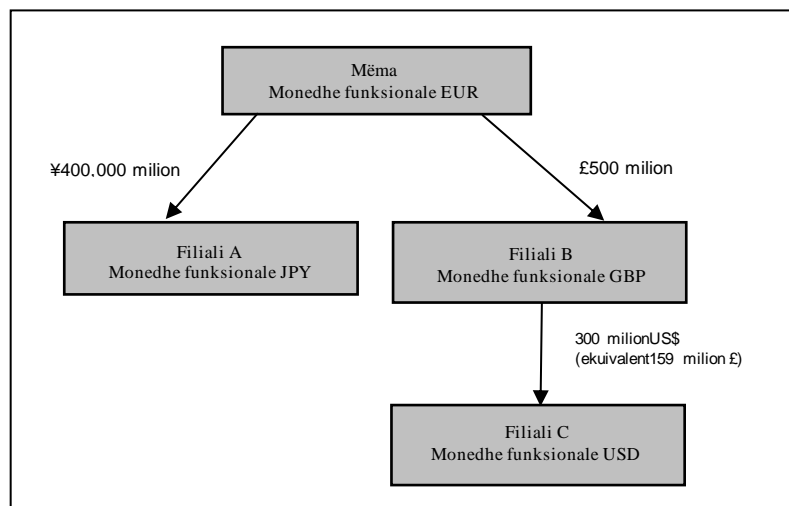 Mëma
Monedhe funksionale EUR
¥400,000 milion
£500 milion
Filiali A
Monedhe funksionale JPY
Filiali B
Monedhe funksionale GBP
300 milionUS$
(ekuivalent159 milion £)
Filiali C
Monedhe funksionale USD